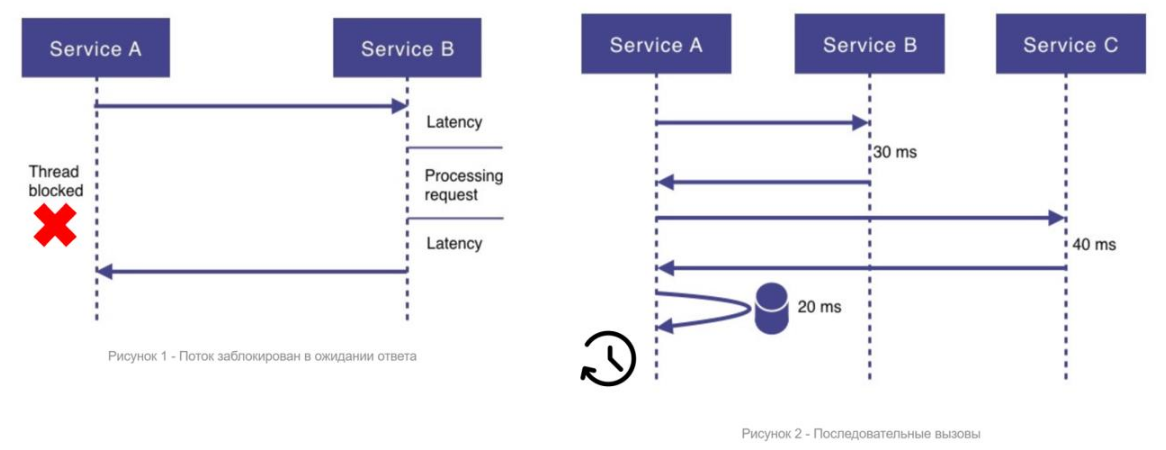 Service A
Service B
Latency
Thread
blocked
Processing
request
Latency
Рисунок 1 - Поток заблокирован в ожидании ответа
Service A
Service B
Service C
30 ms
40 ms
20 ms
Рисунок 2 - Последовательные вызовы